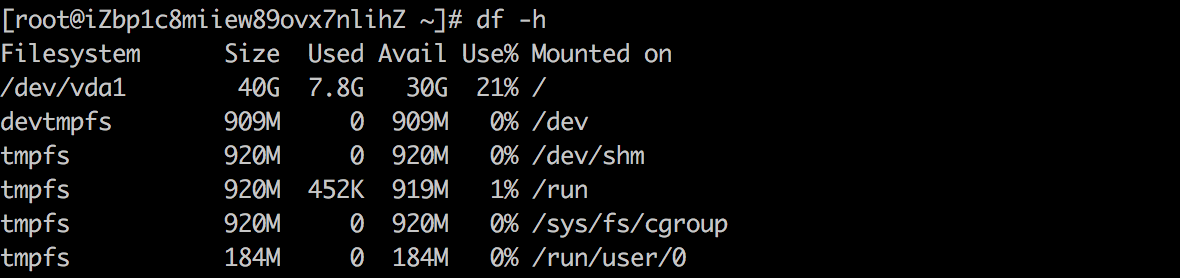 [root@iZbp1c8miiew89ovx7nlihZ ~]# df -h
Filesystem      Size  Used Avail Use% Mounted on
/dev/vda1        40G  7.8G   30G  21% /
devtmpfs        909M     0  909M   0% /dev
tmpfs           920M     0  920M   0% /dev/shm
tmpfs           920M  452K  919M   1% /run
tmpfs           920M     0  920M   0% /sys/fs/cgroup
tmpfs           184M     0  184M   0% /run/user/0